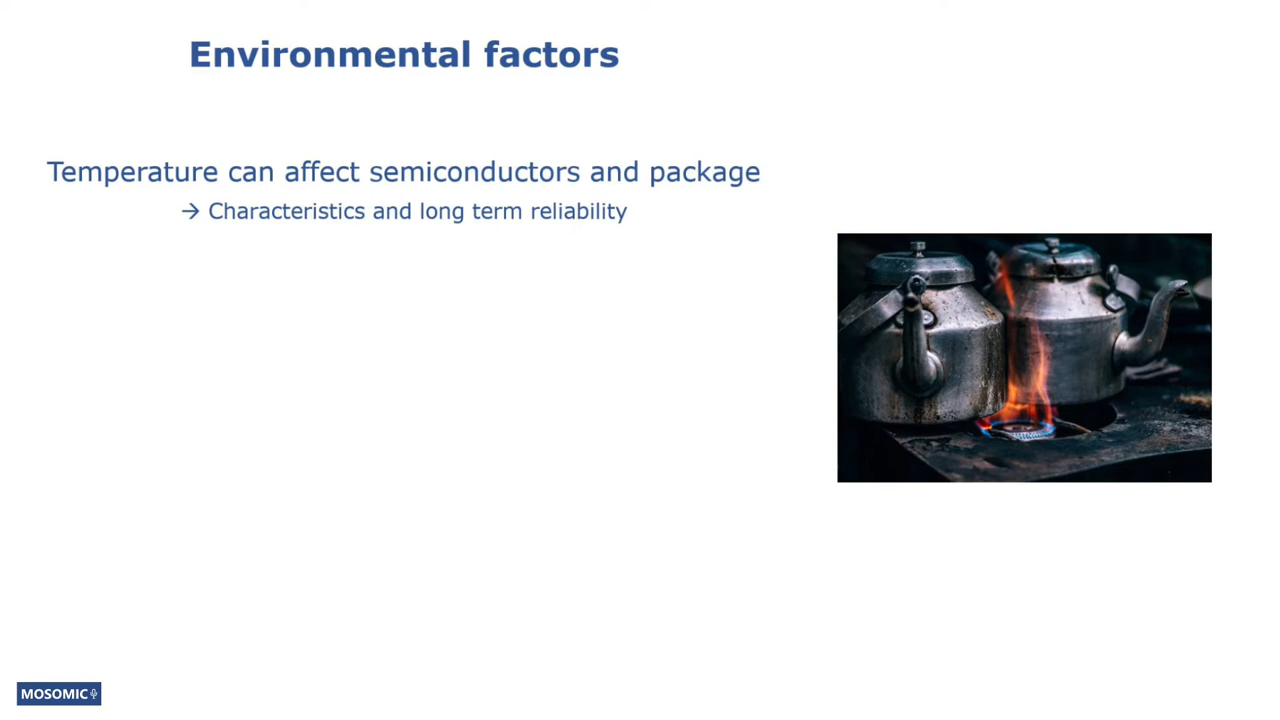 Environmental factors
Temperature can affect semiconductors and package
→ Characteristics and long term reliability
MOSOMIC